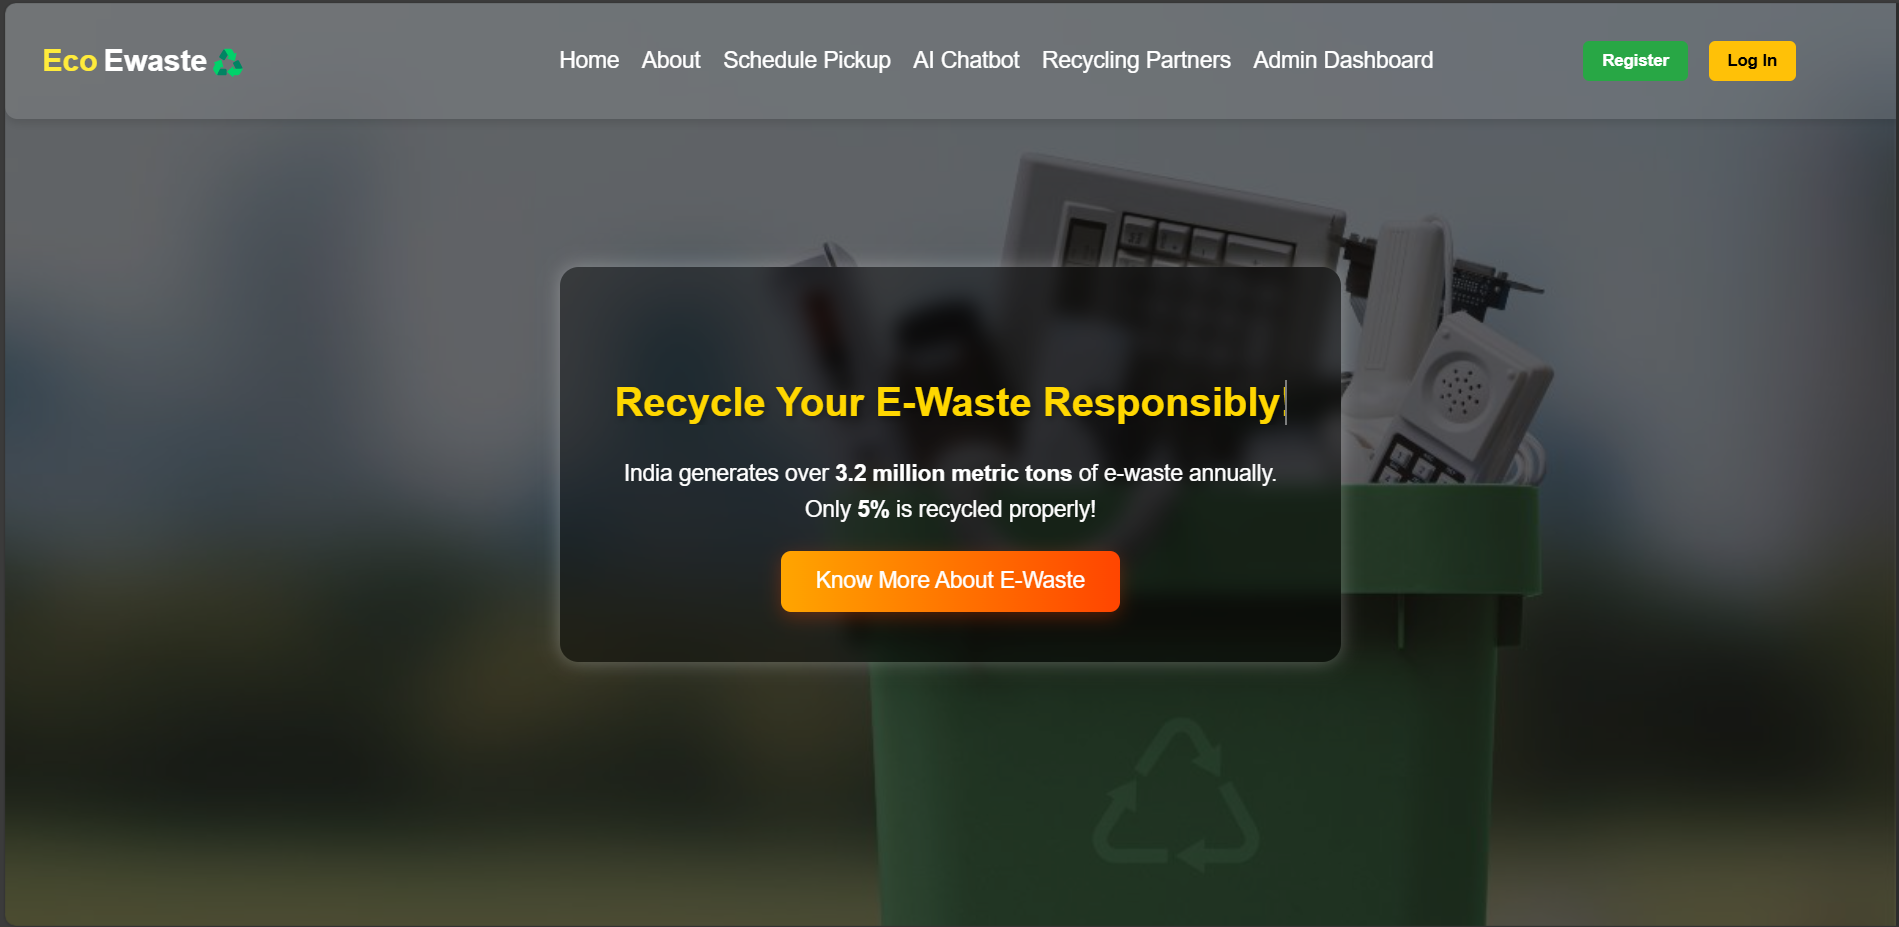 Eco Ewaste
Home About Schedule Pickup AI Chatbot Recycling Partners Admin Dashboard
Register Log In
Recycle Your E-Waste Responsibly!
India generates over 3.2 million metric tons of e-waste annually.
Only 5% is recycled properly!
Know More About E-Waste